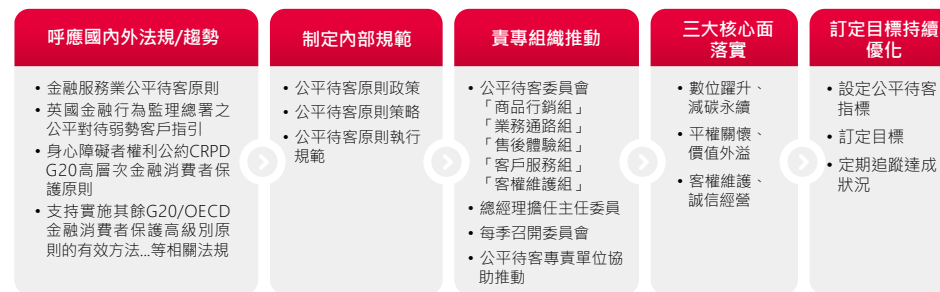 呼應國內外法規/趨勢
• 金融服務業公平待客原則
• 英國金融行為監理總署之
公平對待弱勢客戶指引
• 身心障礙者權利公約CRPD
G20高層次金融消費者保
護原則
• 支持實施其餘G20/OECD
金融消費者保護高級別原
則的有效方法...等相關法規
制定內部規範
• 公平待客原則政策
• 公平待客原則策略
• 公平待客原則執行
規範
責專組織推動
• 公平待客委員會
「商品行銷組」
「業務通路組」
「售後體驗組」
「客戶服務組」
「客權維護組」
• 總經理擔任主任委員
• 每季召開委員會
• 公平待客專責單位協
助推動
三大核心面
落實
• 數位躍升、
減碳永續
• 平權關懷、
價值外溢
• 客權維護、
誠信經營
訂定目標持續
優化
• 設定公平待客
指標
• 訂定目標
• 定期追蹤達成
狀況